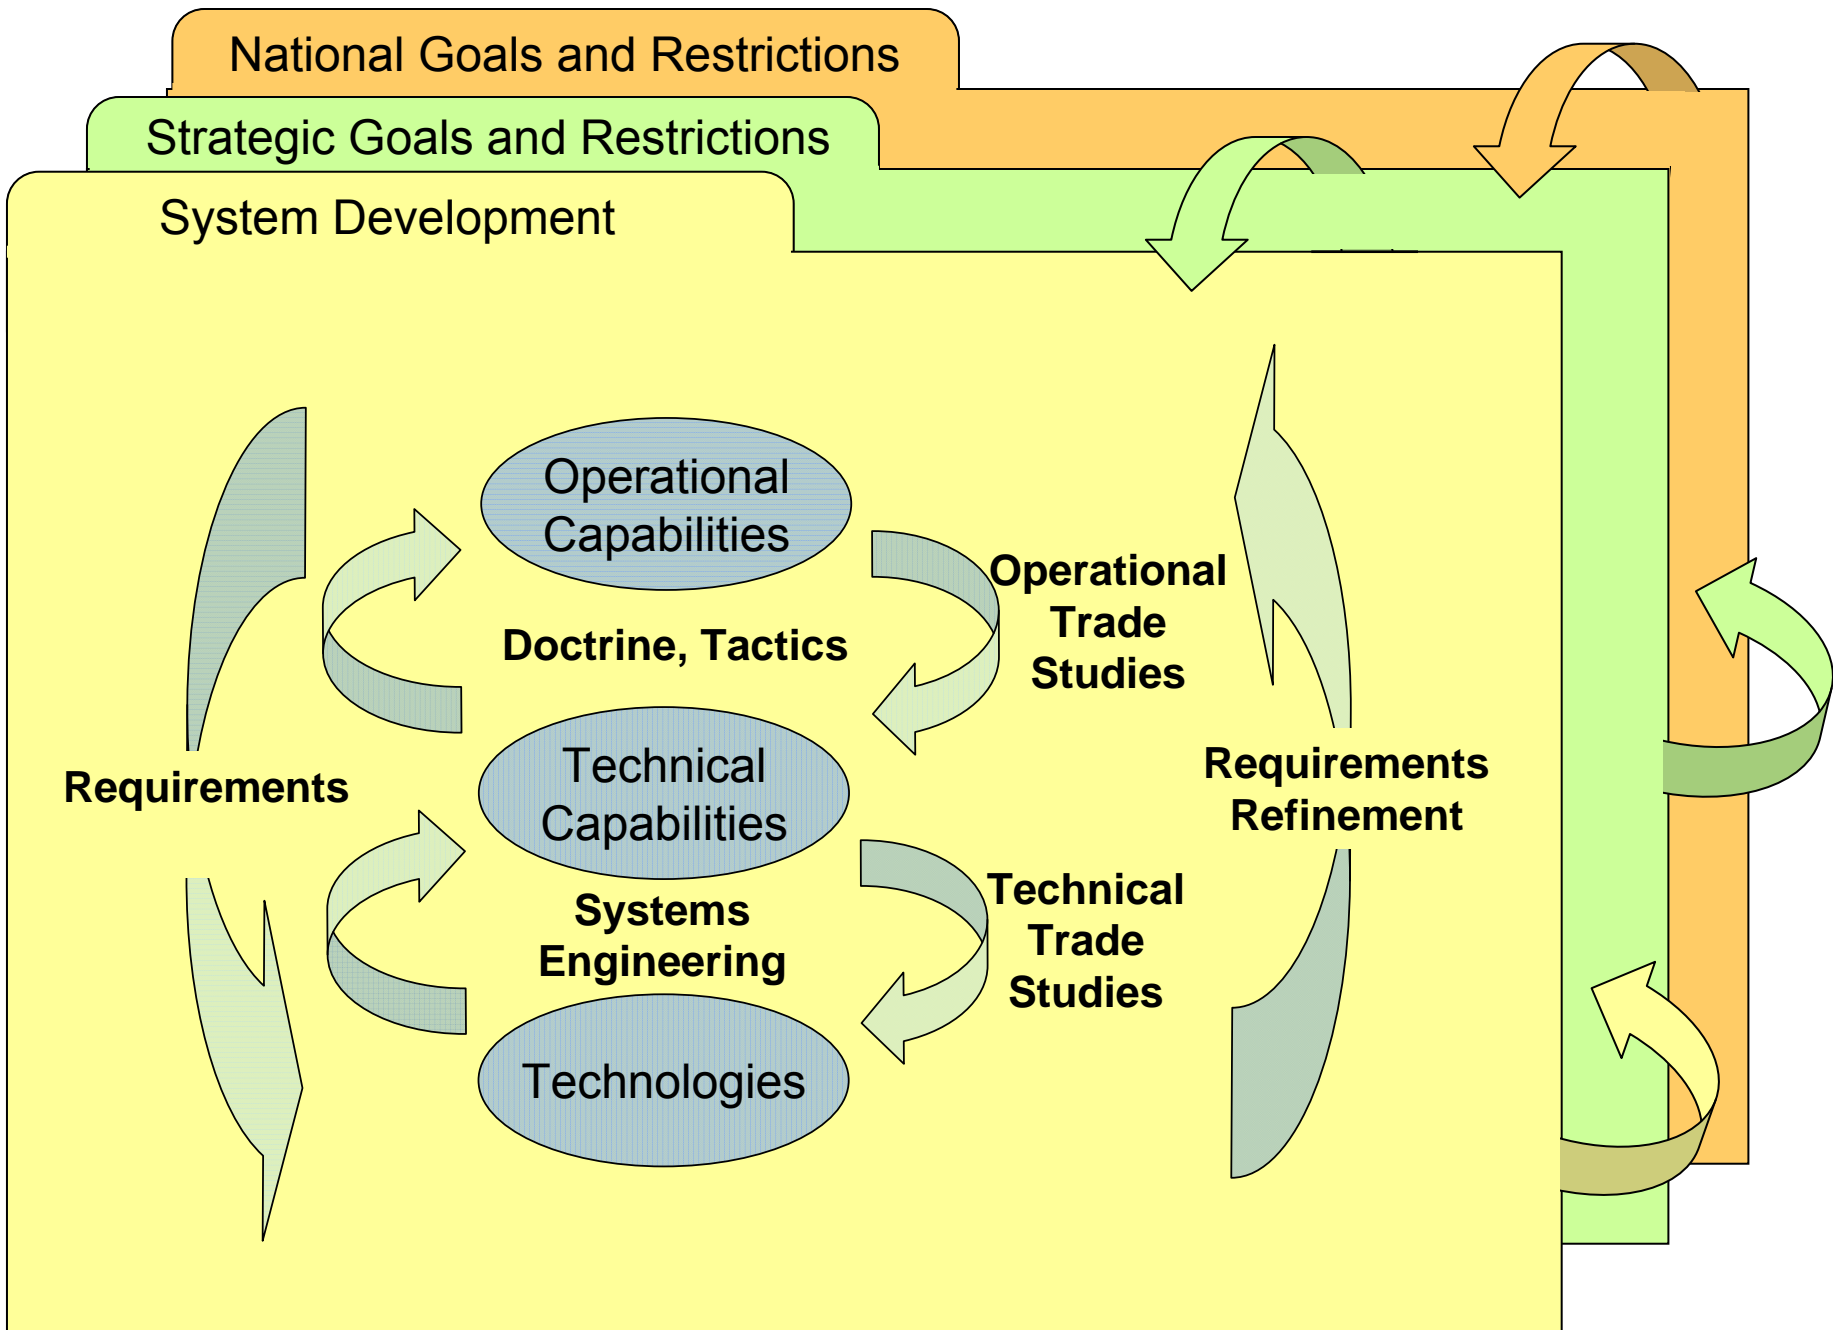 National Goals and Restrictions
Strategic Goals and Restrictions
System Development
Operational
Capabilities
Operational
Trade
Studies
Doctrine, Tactics
Requirements
Technical
Capabilities
Requirements
Refinement
Systems
Engineering
Technical
Trade
Studies
Technologies